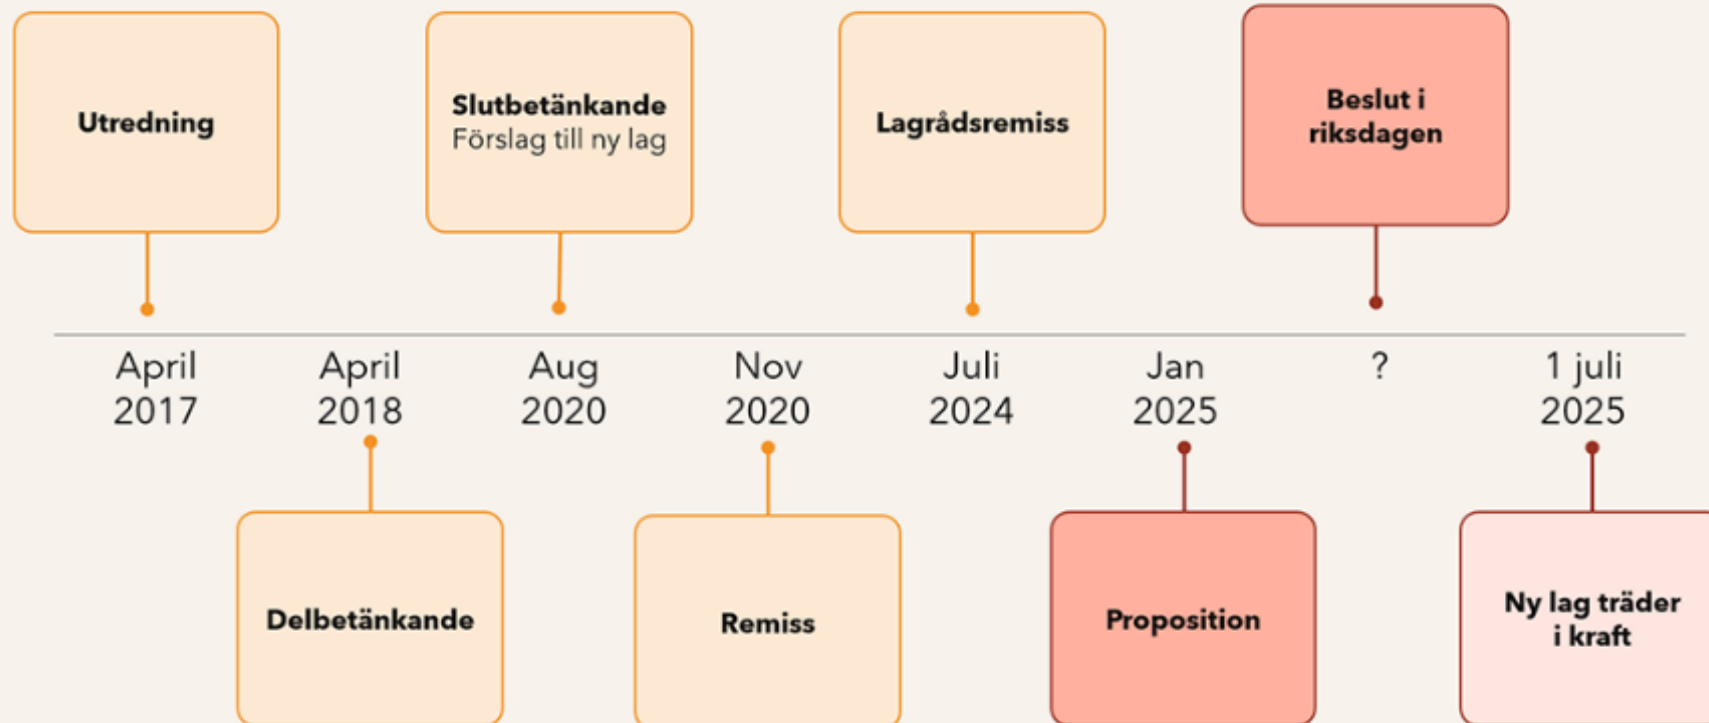 Utredning
Slutbetänkande
Förslag till ny lag
Lagrådsremiss
Beslut i
riksdagen
April
2017
April
2018
Aug
2020
Nov
2020
Juli
2024
Jan
2025
?
1 juli
2025
Delbetänkande
Remiss
Proposition
Ny lag träder
i kraft